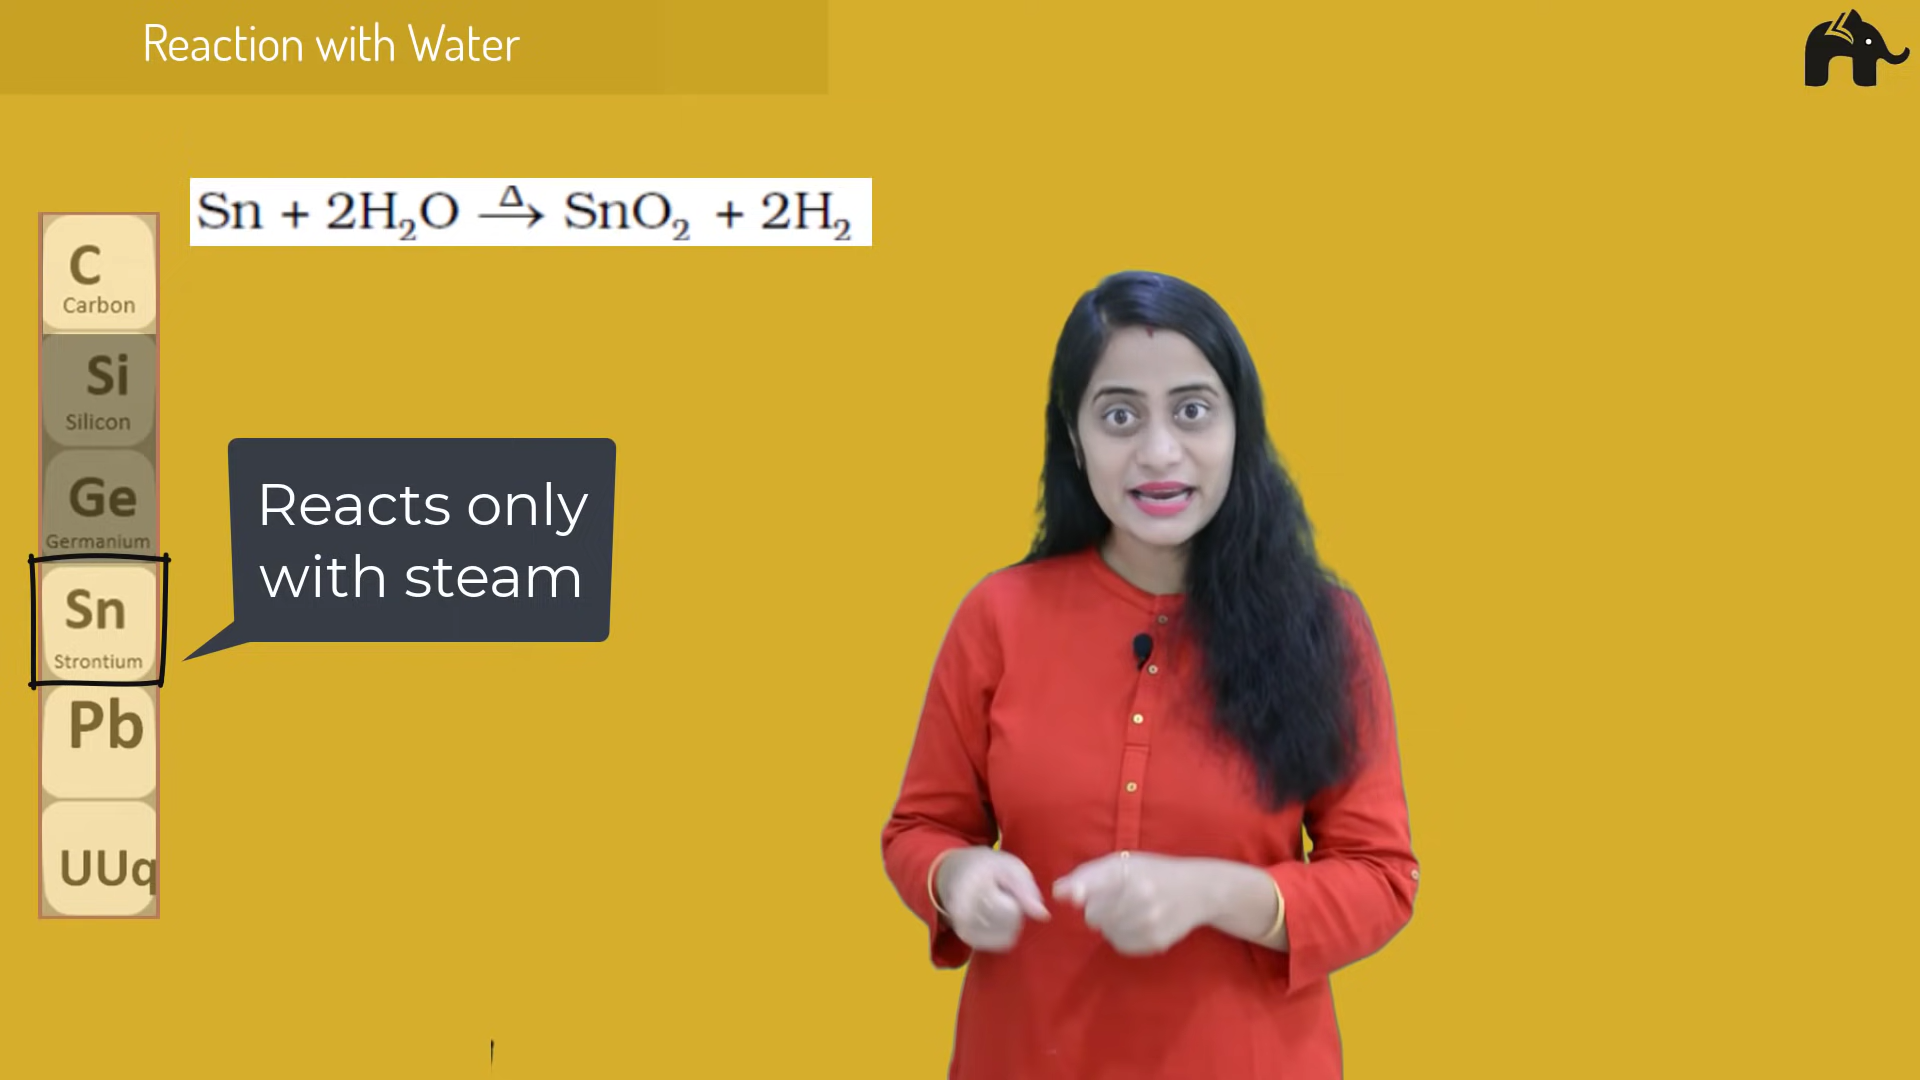 Reaction with Water
Sn + 2H₂O –Δ→ SnO₂ + 2H₂
C
Carbon
Si
Silicon
Ge
Germanium
Sn
Strontium
Pb
UUq
Reacts only
with steam